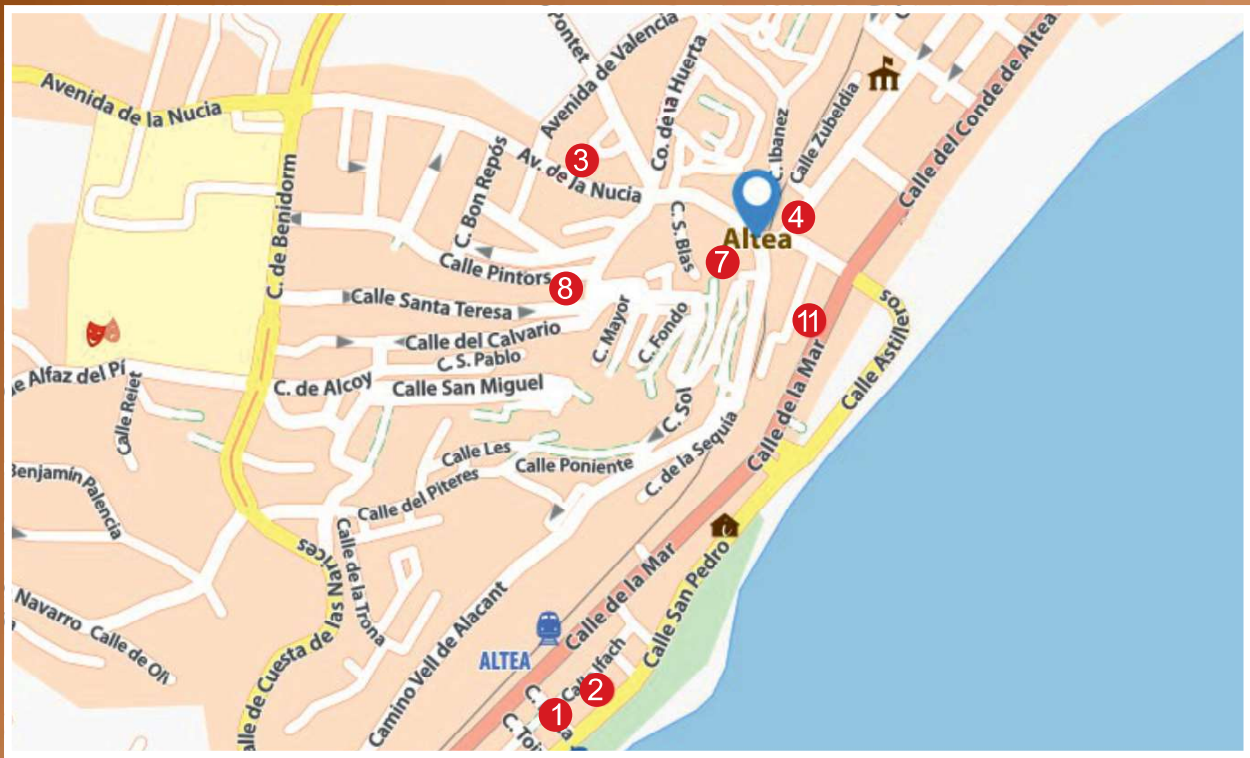 Pontet
Avenida de Valencia
Co. de la Huerta
Calle del Conde de Altea
Avenida de la Nucia
C. Ibanez
Calle Zubeldía
3
Av. de la Nucia
C. de Benidorm
C. Bon Repós
C. S. Blas
4
Altea
7
Calle Pintors
8
Calle Santa Teresa
Calle del Calvario
C. Mayor
C. Fondo
11
Calle Astilleros
C. S. Pablo
Alfaz del Pí
C. de Alcoy
Calle San Miguel
Calle Reiet
C. Sol
Calle de la Mar
Calle Les
Calle Poniente
C. de la Sequía
Benjamín Palencia
Calle del Piteres
Calle de la Trona
Calle de la Mar
Calle San Pedro
Navarro
Calle de
Calle de Cuesta de las Narices
Camino Vell de Alacant
ALTEA
2
1